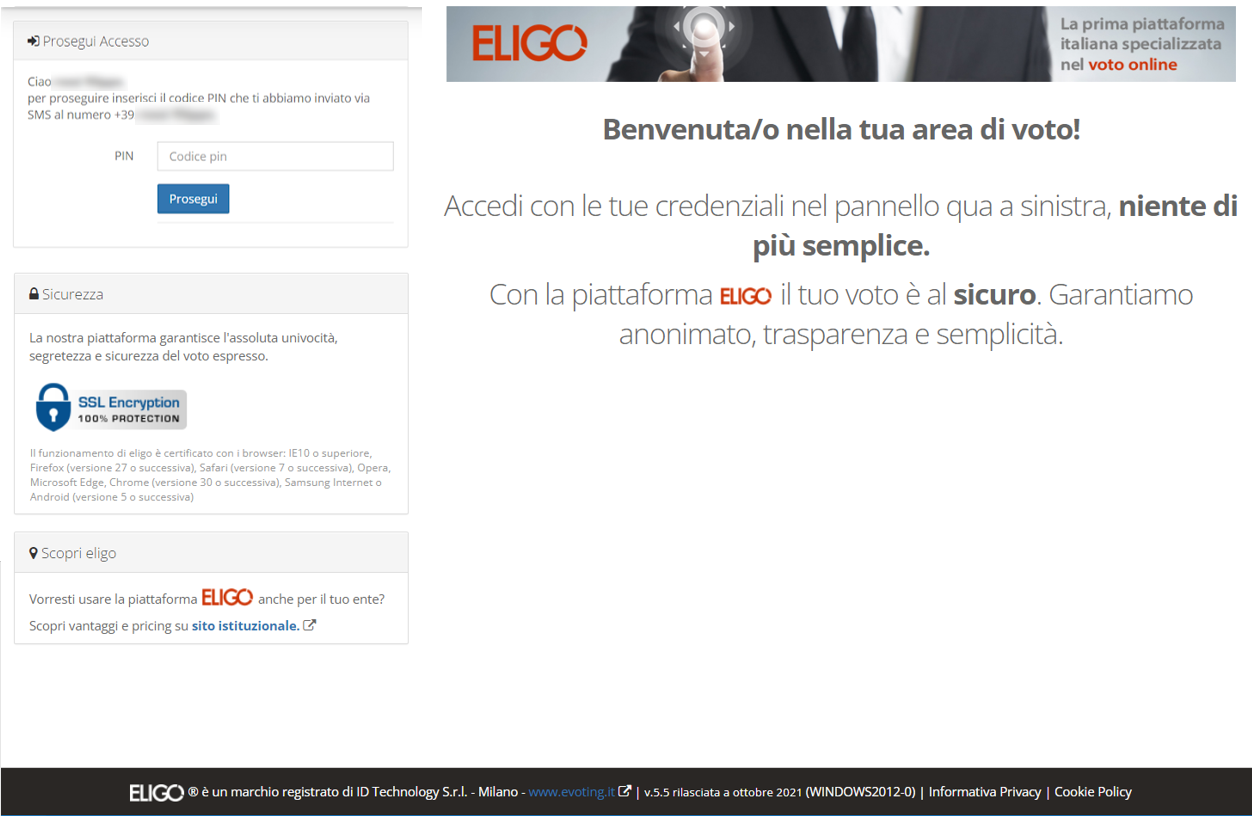 Prosegui Accesso
Ciao
per proseguire inserisci il codice PIN che ti abbiamo inviato via
SMS al numero +39
PIN
Codice pin
Prosegui
Sicurezza
La nostra piattaforma garantisce l'assoluta univocità,
segretezza e sicurezza del voto espresso.
SSL Encryption
100% PROTECTION
Il funzionamento di eligo è certificato con i browser: IE10 o superiore,
Firefox (versione 27 o successiva), Safari (versione 7 o successiva), Opera,
Microsoft Edge, Chrome (versione 30 o successiva), Samsung Internet o
Android (versione 5 o successiva)
Scopri eligo
Vorresti usare la piattaforma ELIGO anche per il tuo ente?
Scopri vantaggi e pricing su sito istituzionale.
ELIGO
La prima piattaforma
italiana specializzata
nel voto online
Benvenuta/o nella tua area di voto!
Accedi con le tue credenziali nel pannello qua a sinistra, niente di
più semplice.
Con la piattaforma ELIGO il tuo voto è al sicuro. Garantiamo
anonimato, trasparenza e semplicità.
ELIGO ® è un marchio registrato di ID Technology S.r.l. - Milano - www.evoting.it | v.5.5 rilasciata a ottobre 2021 (WINDOWS2012-0) | Informativa Privacy | Cookie Policy